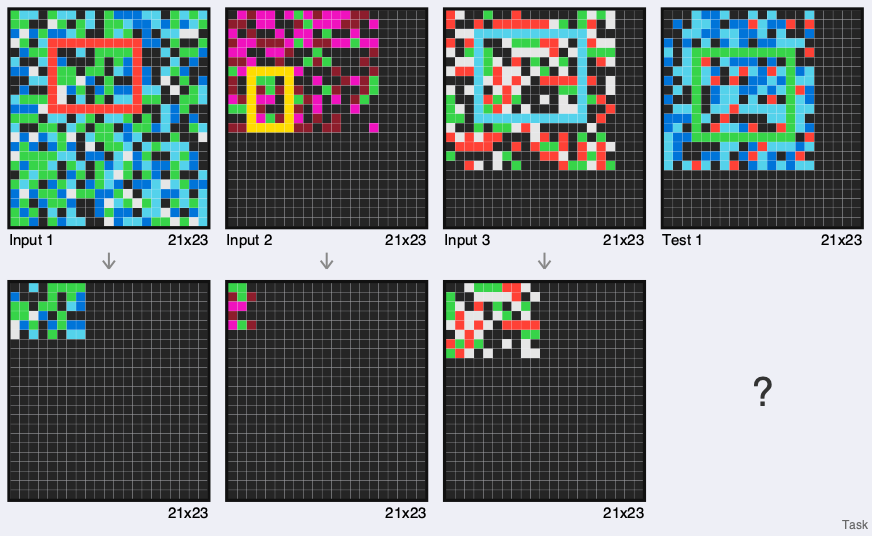 Input 1 21x23
Input 2 21x23
Input 3 21x23
Test 1 21x23
21x23
21x23
21x23
?
Task